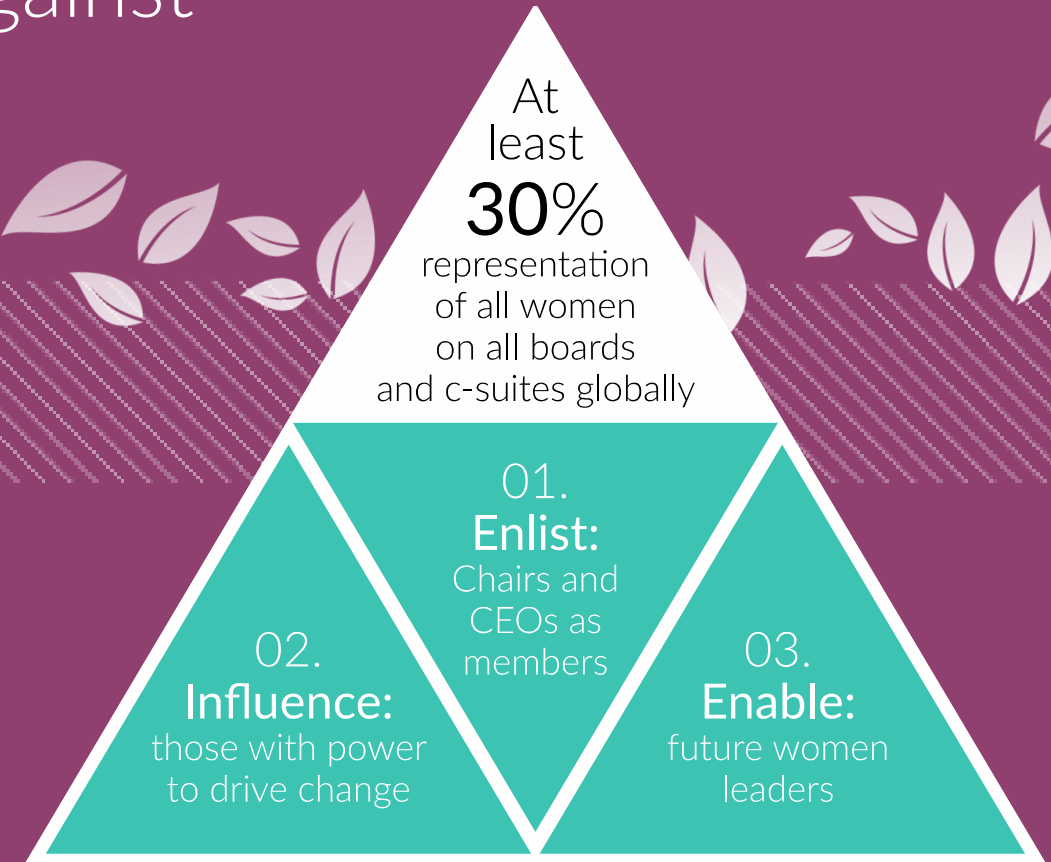 At
least
30%
representation
of all women
on all boards
and c-suites globally
01.
Enlist:
Chairs and
CEOs as
members
02.
Influence:
those with power
to drive change
03.
Enable:
future women
leaders